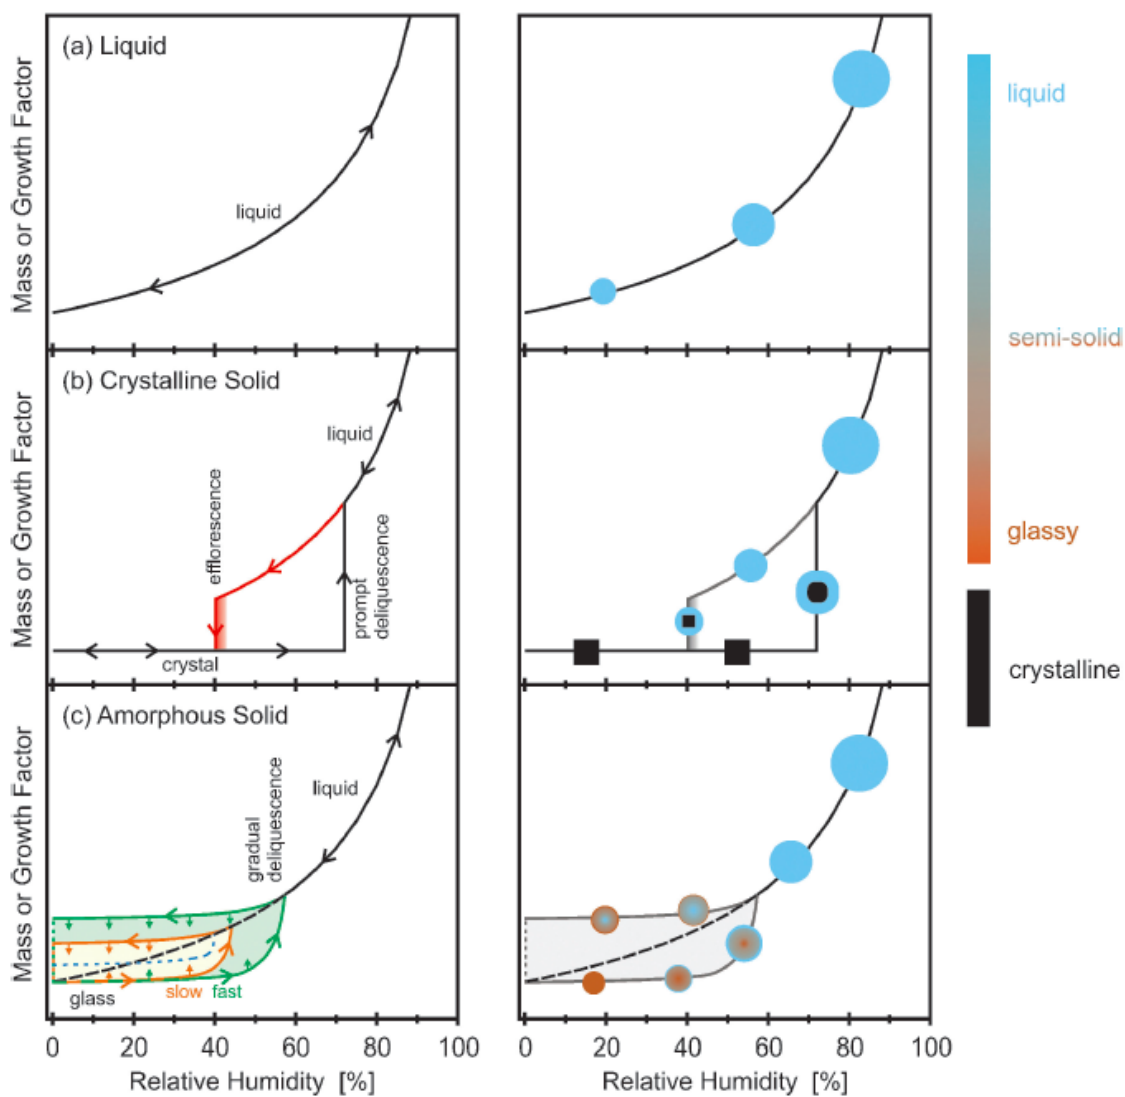 (a) Liquid
Mass or Growth Factor
liquid
liquid
semi-solid
glassy
crystalline
(b) Crystalline Solid
Mass or Growth Factor
liquid
efflorescence
prompt
deliquescence
crystal
(c) Amorphous Solid
Mass or Growth Factor
liquid
gradual
deliquescence
glass
slow
fast
0 20 40 60 80 100
0 20 40 60 80 100
Relative Humidity [%]
Relative Humidity [%]